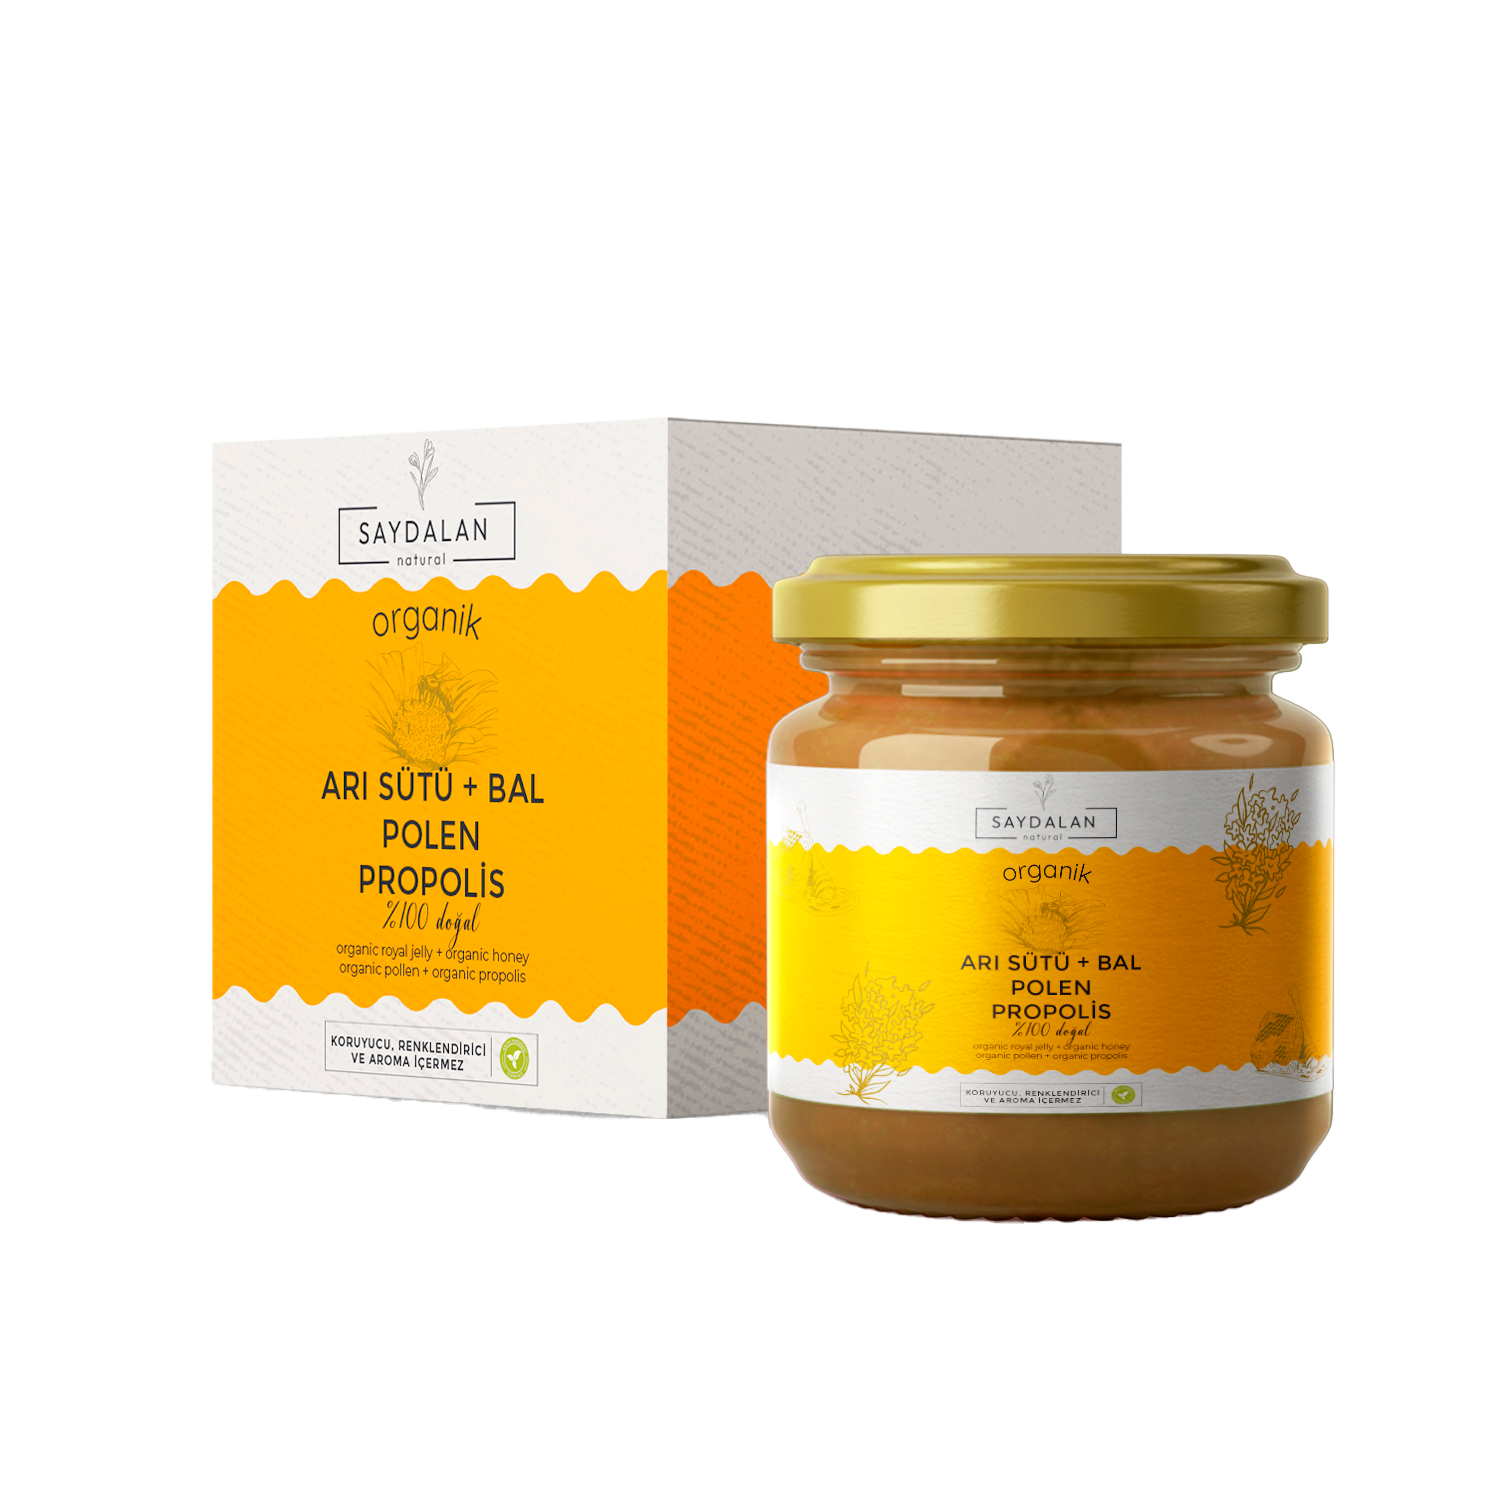 SAYDALAN
natural
organik
ARI SÜTÜ + BAL
POLEN
PROPOLİS
%100 doğal
organic royal jelly + organic honey
organic pollen + organic propolis
KORUYUCU, RENKLENDİRİCİ
VE AROMA İÇERMEZ
SAYDALAN
natural
organik
ARI SÜTÜ + BAL
POLEN
PROPOLİS
%100 doğal
organic royal jelly + organic honey
organic pollen + organic propolis
KORUYUCU, RENKLENDİRİCİ
VE AROMA İÇERMEZ